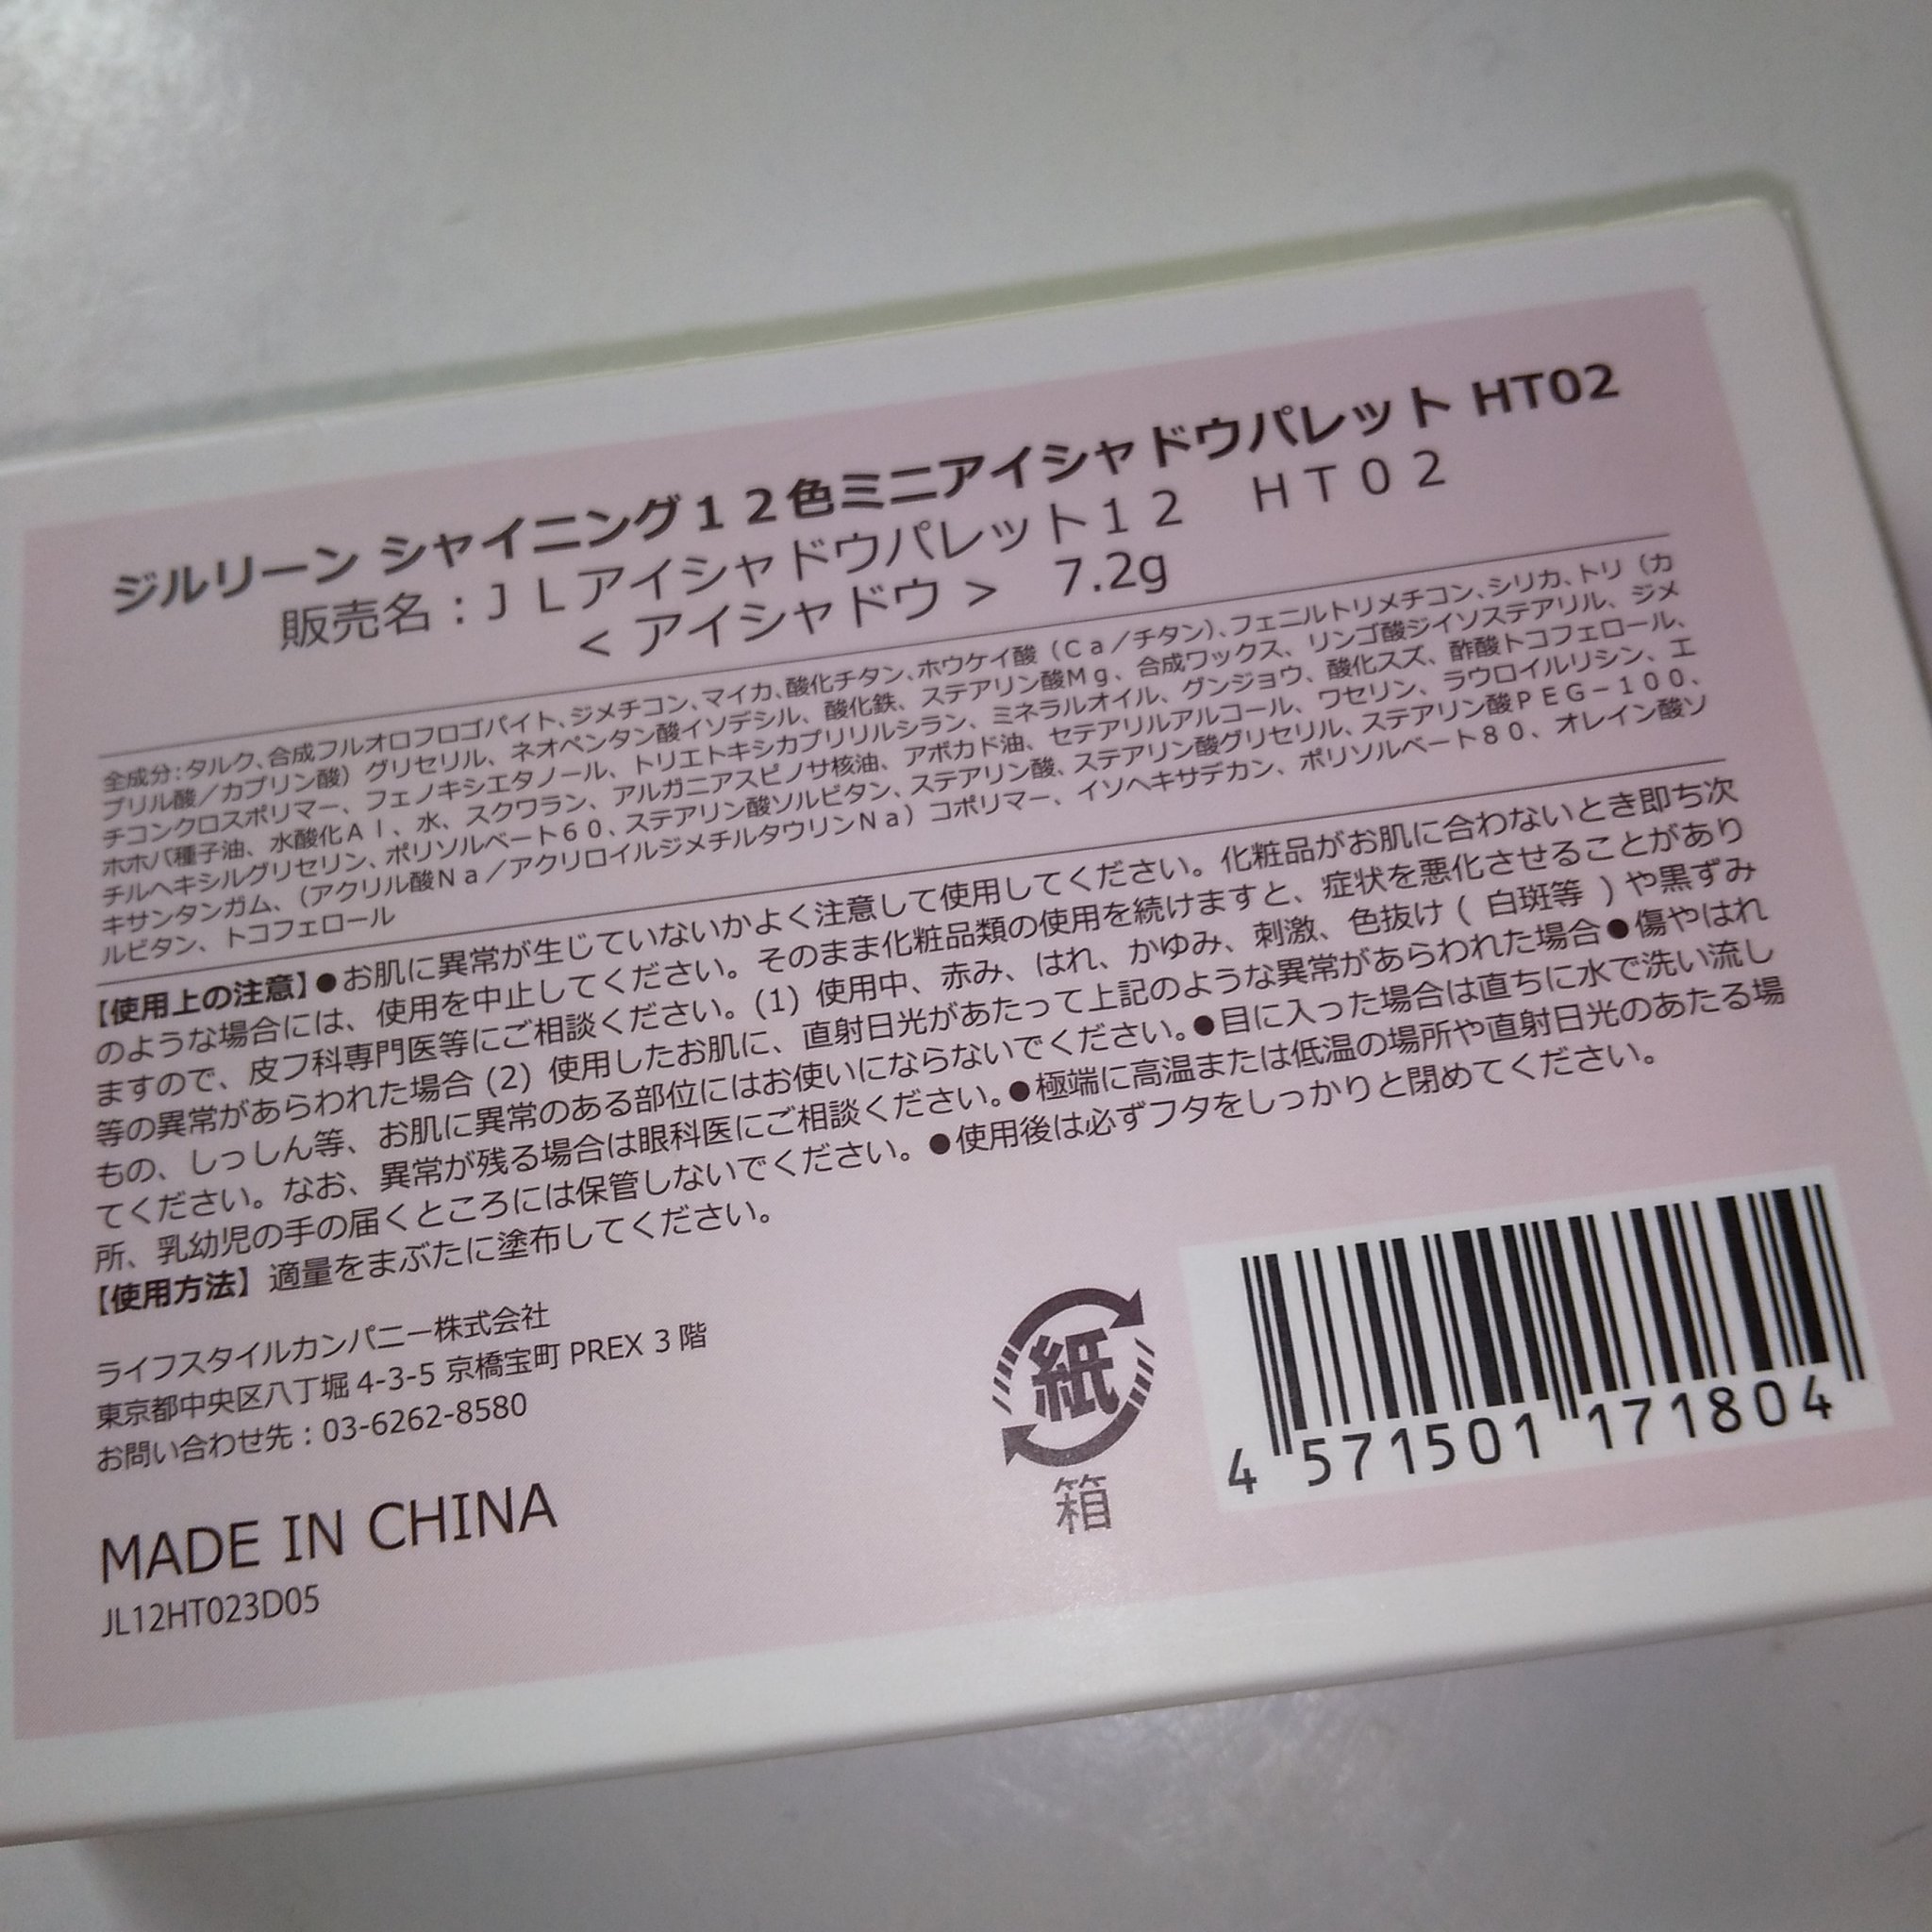 ジルリーン シャイニング１２色ミニアイシャドウパレット HT02
販売名：ＪＬアイシャドウパレット１２　ＨＴ０２
＜アイシャドウ＞　7.2g
全成分：タルク、合成フルオロフロゴパイト、ジメチコン、マイカ、酸化チタン、ホウケイ酸（Ｃａ／チタン）、フェニルトリメチコン、シリカ、トリ（カ
プリル酸／カプリン酸）グリセリル、ネオペンタン酸イソデシル、酸化鉄、ステアリン酸Ｍｇ、合成ワックス、リンゴ酸ジイソステアリル、ジメ
チコンクロスポリマー、フェノキシエタノール、トリエトキシカプリリルシラン、ミネラルオイル、グンジョウ、酸化スズ、酢酸トコフェロール、
ホホバ種子油、水酸化Ａｌ、水、スクワラン、アルガニアスピノサ核油、アボカド油、セテアリルアルコール、ワセリン、ラウロイルリシン、エ
チルヘキシルグリセリン、ポリソルベート６０、ステアリン酸ソルビタン、ステアリン酸、ステアリン酸グリセリル、ステアリン酸ＰＥＧ－１００、
キサンタンガム、（アクリル酸Ｎａ／アクリロイルジメチルタウリンＮａ）コポリマー、イソヘキサデカン、ポリソルベート８０、オレイン酸ソ
ルビタン、トコフェロール
【使用上の注意】●お肌に異常が生じていないかよく注意して使用してください。化粧品がお肌に合わないとき即ち次
のような場合には、使用を中止してください。そのまま化粧品類の使用を続けますと、症状を悪化させることがあり
ますので、皮フ科専門医等にご相談ください。(1) 使用中、赤み、はれ、かゆみ、刺激、色抜け ( 白斑等 ) や黒ずみ
等の異常があらわれた場合 (2) 使用したお肌に、直射日光があたって上記のような異常があらわれた場合●傷やはれ
もの、しっしん等、お肌に異常のある部位にはお使いにならないでください。●目に入った場合は直ちに水で洗い流し
てください。なお、異常が残る場合は眼科医にご相談ください。●極端に高温または低温の場所や直射日光のあたる場
所、乳幼児の手の届くところには保管しないでください。●使用後は必ずフタをしっかりと閉めてください。
【使用方法】適量をまぶたに塗布してください。
ライフスタイルカンパニー株式会社
東京都中央区八丁堀 4-3-5 京橋宝町 PREX 3 階
お問い合わせ先：03-6262-8580
MADE IN CHINA
JL12HT023D05
紙
箱
4 571501 171804